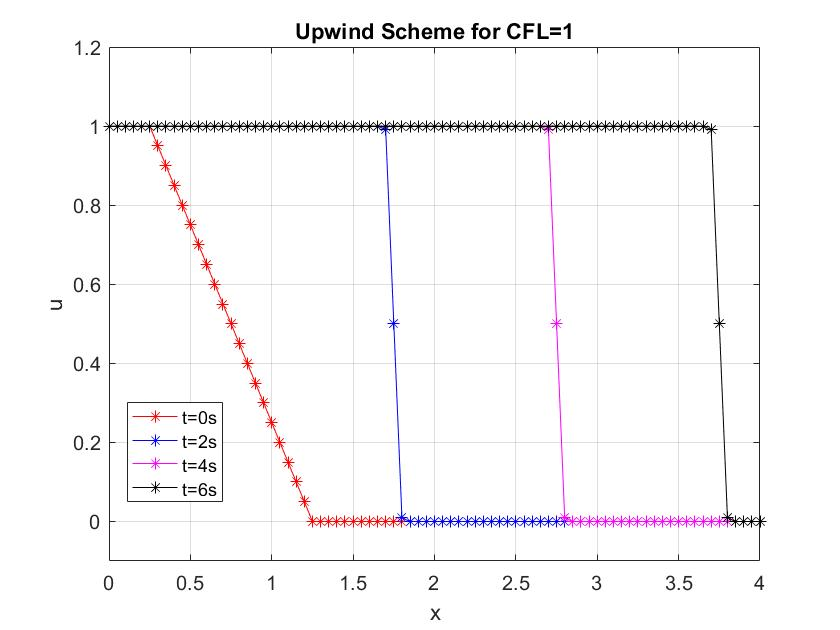 Upwind Scheme for CFL=1
1.2
1
0.8
0.6
0.4
0.2
0
u
t=0s
t=2s
t=4s
t=6s
0 0.5 1 1.5 2 2.5 3 3.5 4
x